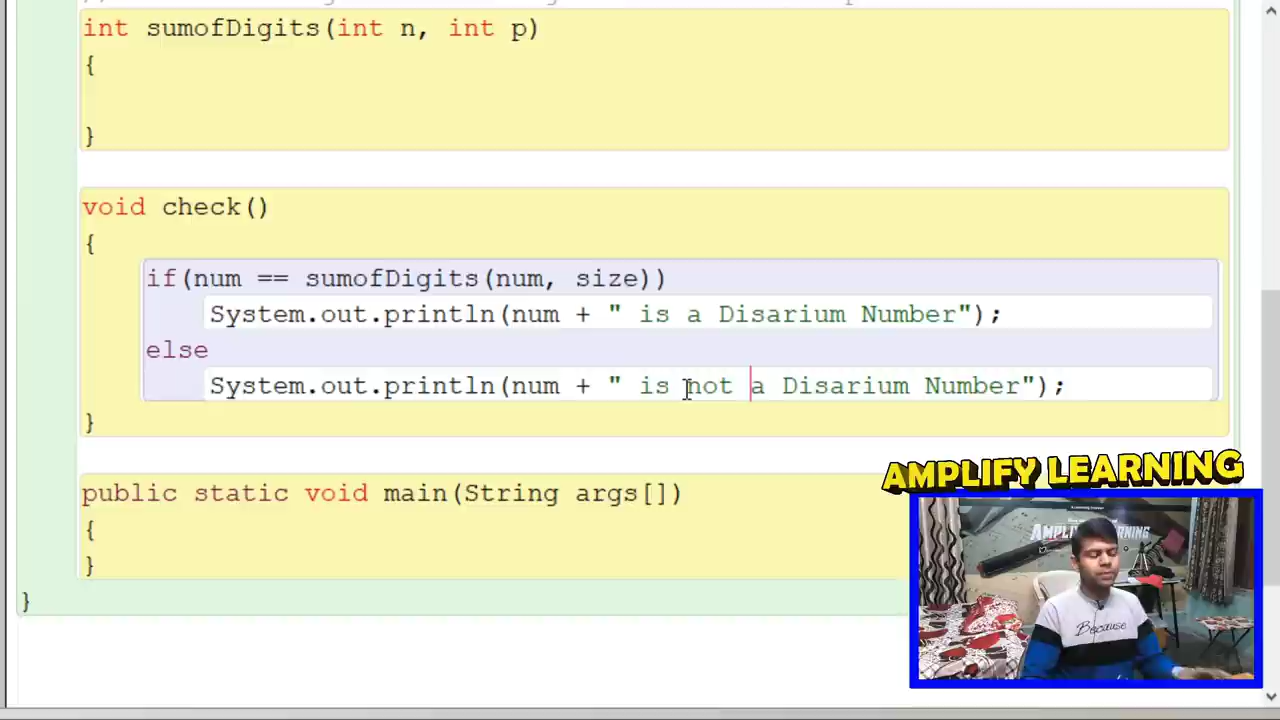 int sumofDigits(int n, int p)
{
}
void check()
{
if(num == sumofDigits(num, size))
System.out.println(num + " is a Disarium Number");
else
System.out.println(num + " is not a Disarium Number");
}
public static void main(String args[])
{
}
}
AMPLIFY LEARNING
Because